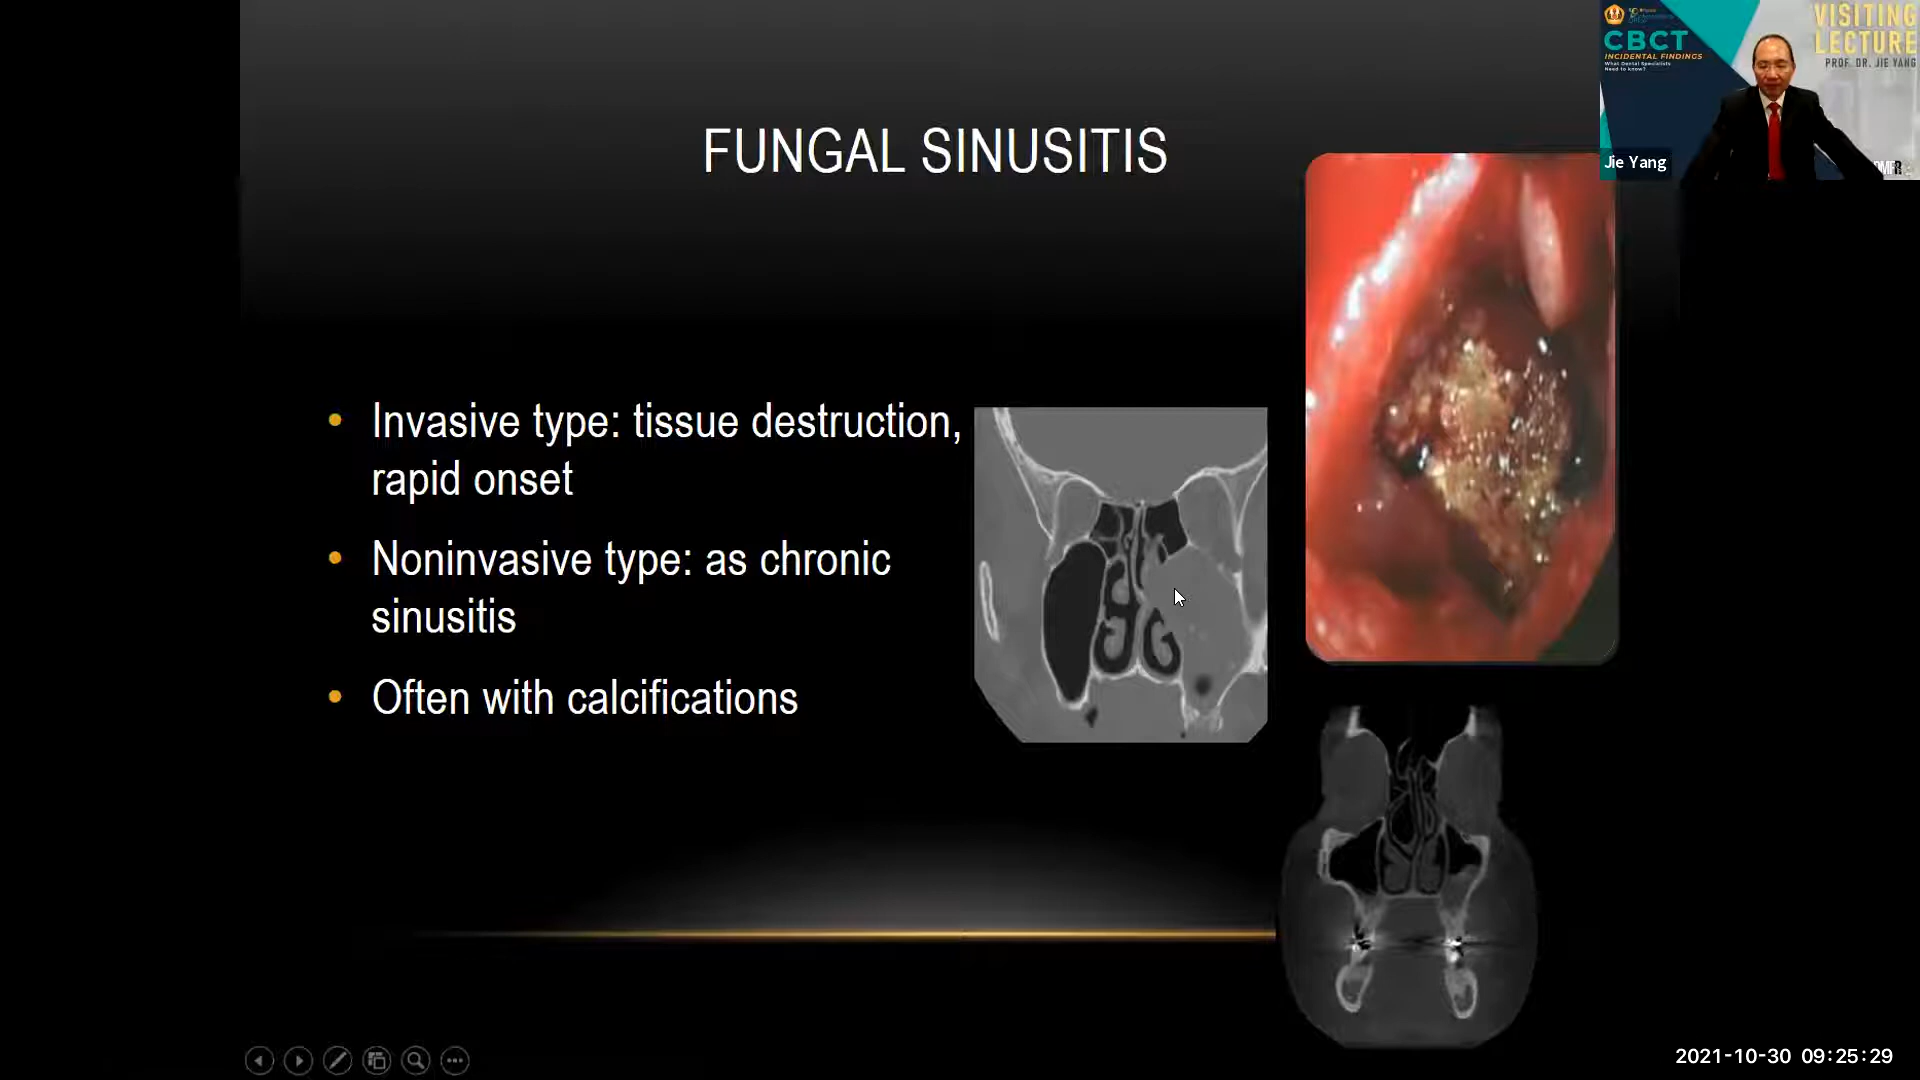 FUNGAL SINUSITIS
• Invasive type: tissue destruction,
rapid onset
• Noninvasive type: as chronic
sinusitis
• Often with calcifications
CBCT
INCIDENTAL FINDINGS
What Dental Specialists
Need to know?
VISITING
LECTURE
PROF. DR. JIE YANG
Jie Yang
2021-10-30 09:25:29